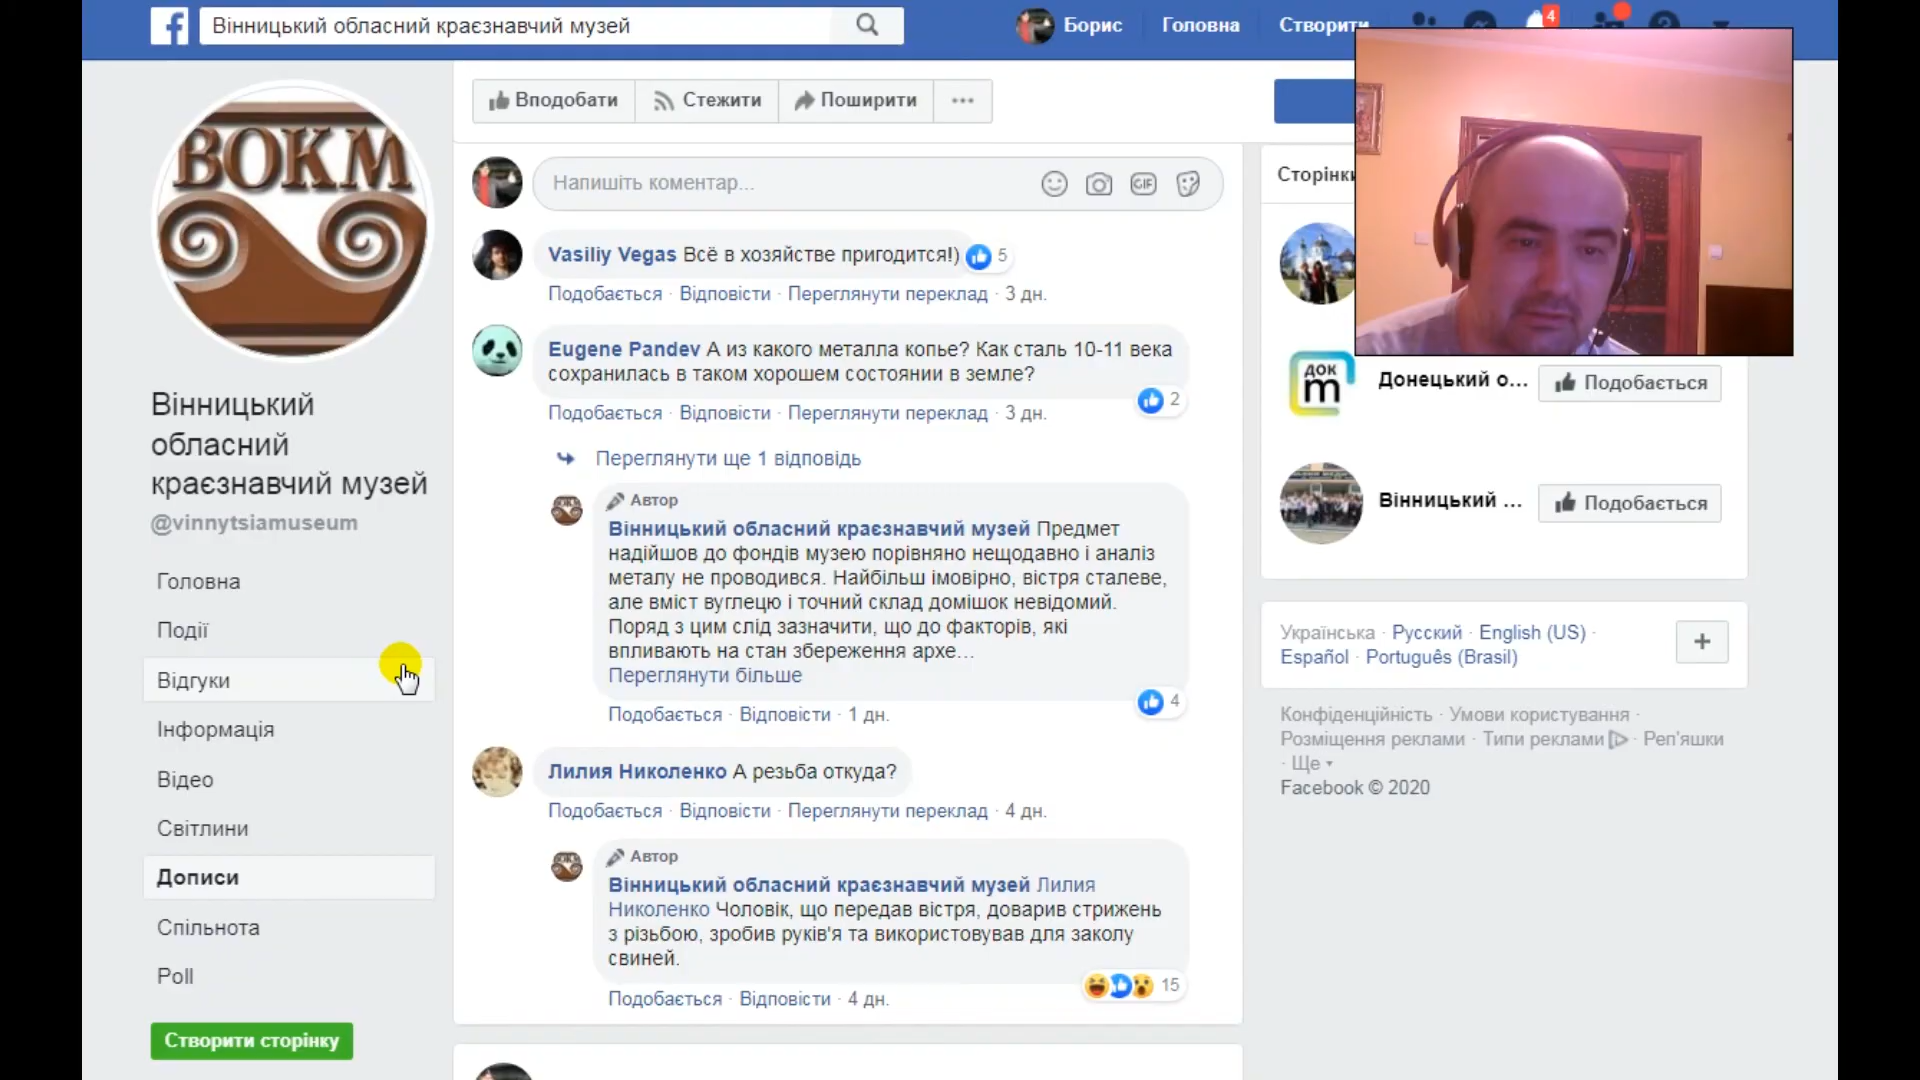 Вінницький обласний краєзнавчий музей
Борис
Головна
Створити
4
ВОКМ
Вінницький
обласний
краєзнавчий музей
@vinnytsiamuseum
Головна
Події
Відгуки
Інформація
Відео
Світлини
Дописи
Спільнота
Poll
Створити сторінку
Вподобати
Стежити
Поширити
Напишіть коментар...
GIF
Vasiliy Vegas Всё в хозяйстве пригодится!) 5
Подобається · Відповісти · Переглянути переклад · 3 дн.
Eugene Pandev А из какого металла копье? Как сталь 10-11 века
сохранилась в таком хорошем состоянии в земле?
2
Подобається · Відповісти · Переглянути переклад · 3 дн.
Переглянути ще 1 відповідь
Автор
Вінницький обласний краєзнавчий музей Предмет
надійшов до фондів музею порівняно нещодавно і аналіз
металу не проводився. Найбільш імовірно, вістря сталеве,
але вміст вуглецю і точний склад домішок невідомий.
Поряд з цим слід зазначити, що до факторів, які
впливають на стан збереження архе…
Переглянути більше
4
Подобається · Відповісти · 1 дн.
Лилия Николенко А резьба откуда?
Подобається · Відповісти · Переглянути переклад · 4 дн.
ВОКМ
Автор
Вінницький обласний краєзнавчий музей Лилия
Николенко Чоловік, що передав вістря, доварив стрижень
з різьбою, зробив руків'я та використовував для заколу
свиней.
15
Подобається · Відповісти · 4 дн.
Сторінки
док
m
Донецький о...
Подобається
Вінницький ...
Подобається
Українська · Русский · English (US) ·
Español · Português (Brasil)
Конфіденційність · Умови користування ·
Розміщення реклами · Типи реклами · Реп'яшки
· Ще
Facebook © 2020